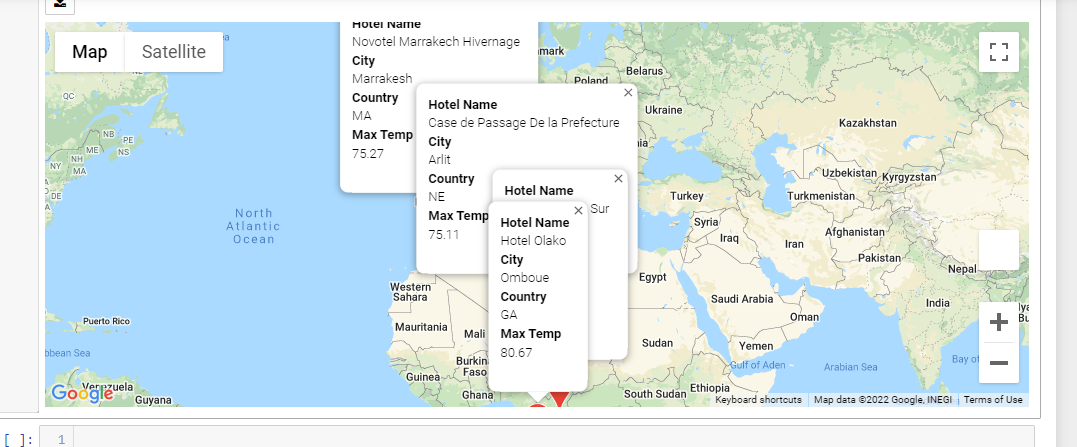 Map
Satellite
Hotel Name
Novotel Marrakech Hivernage
City
Marrakesh
Country
MA
Max Temp
75.27
Hotel Name
Case de Passage De la Prefecture
City
Arlit
Country
NE
Max Temp
75.11
Hotel Name
Sur
Hotel Name
Hotel Olako
City
Omboue
Country
GA
Max Temp
80.67
QC
NB
PE
NS
NH
MA
NY
NJ
North
Atlantic
Ocean
Poland
Belarus
Ukraine
Kazakhstan
Uzbekistan
Kyrgyzstan
Turkmenistan
Turkey
Syria
Iraq
Iran
Afghanistan
Pakistan
Nepal
India
Egypt
Saudi Arabia
Oman
Yemen
Gulf of Aden
Arabian Sea
Bay of
Western
Sahara
Mauritania
Mali
Burkina
Faso
Guinea
Ghana
Sudan
South Sudan
Ethiopia
Puerto Rico
Venezuela
Guyana
Google
Keyboard shortcuts
Map data ©2022 Google, INEGI
Terms of Use
[ ]:
1